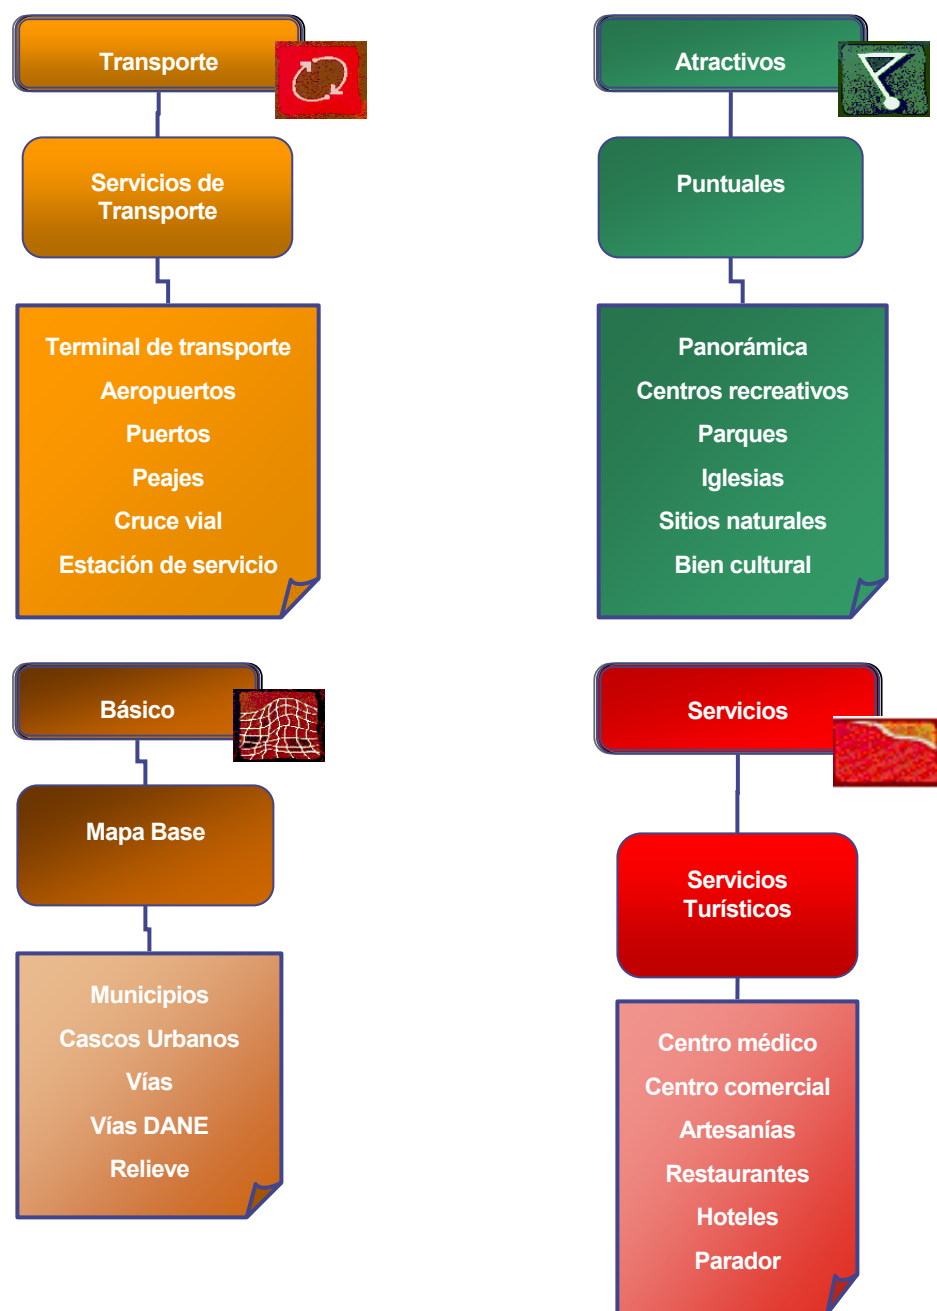 Transporte
Servicios de
Transporte
Terminal de transporte
Aeropuertos
Puertos
Peajes
Cruce vial
Estación de servicio
Atractivos
Puntuales
Panorámica
Centros recreativos
Parques
Iglesias
Sitios naturales
Bien cultural
Básico
Mapa Base
Municipios
Cascos Urbanos
Vías
Vías DANE
Relieve
Servicios
Servicios
Turísticos
Centro médico
Centro comercial
Artesanías
Restaurantes
Hoteles
Parador